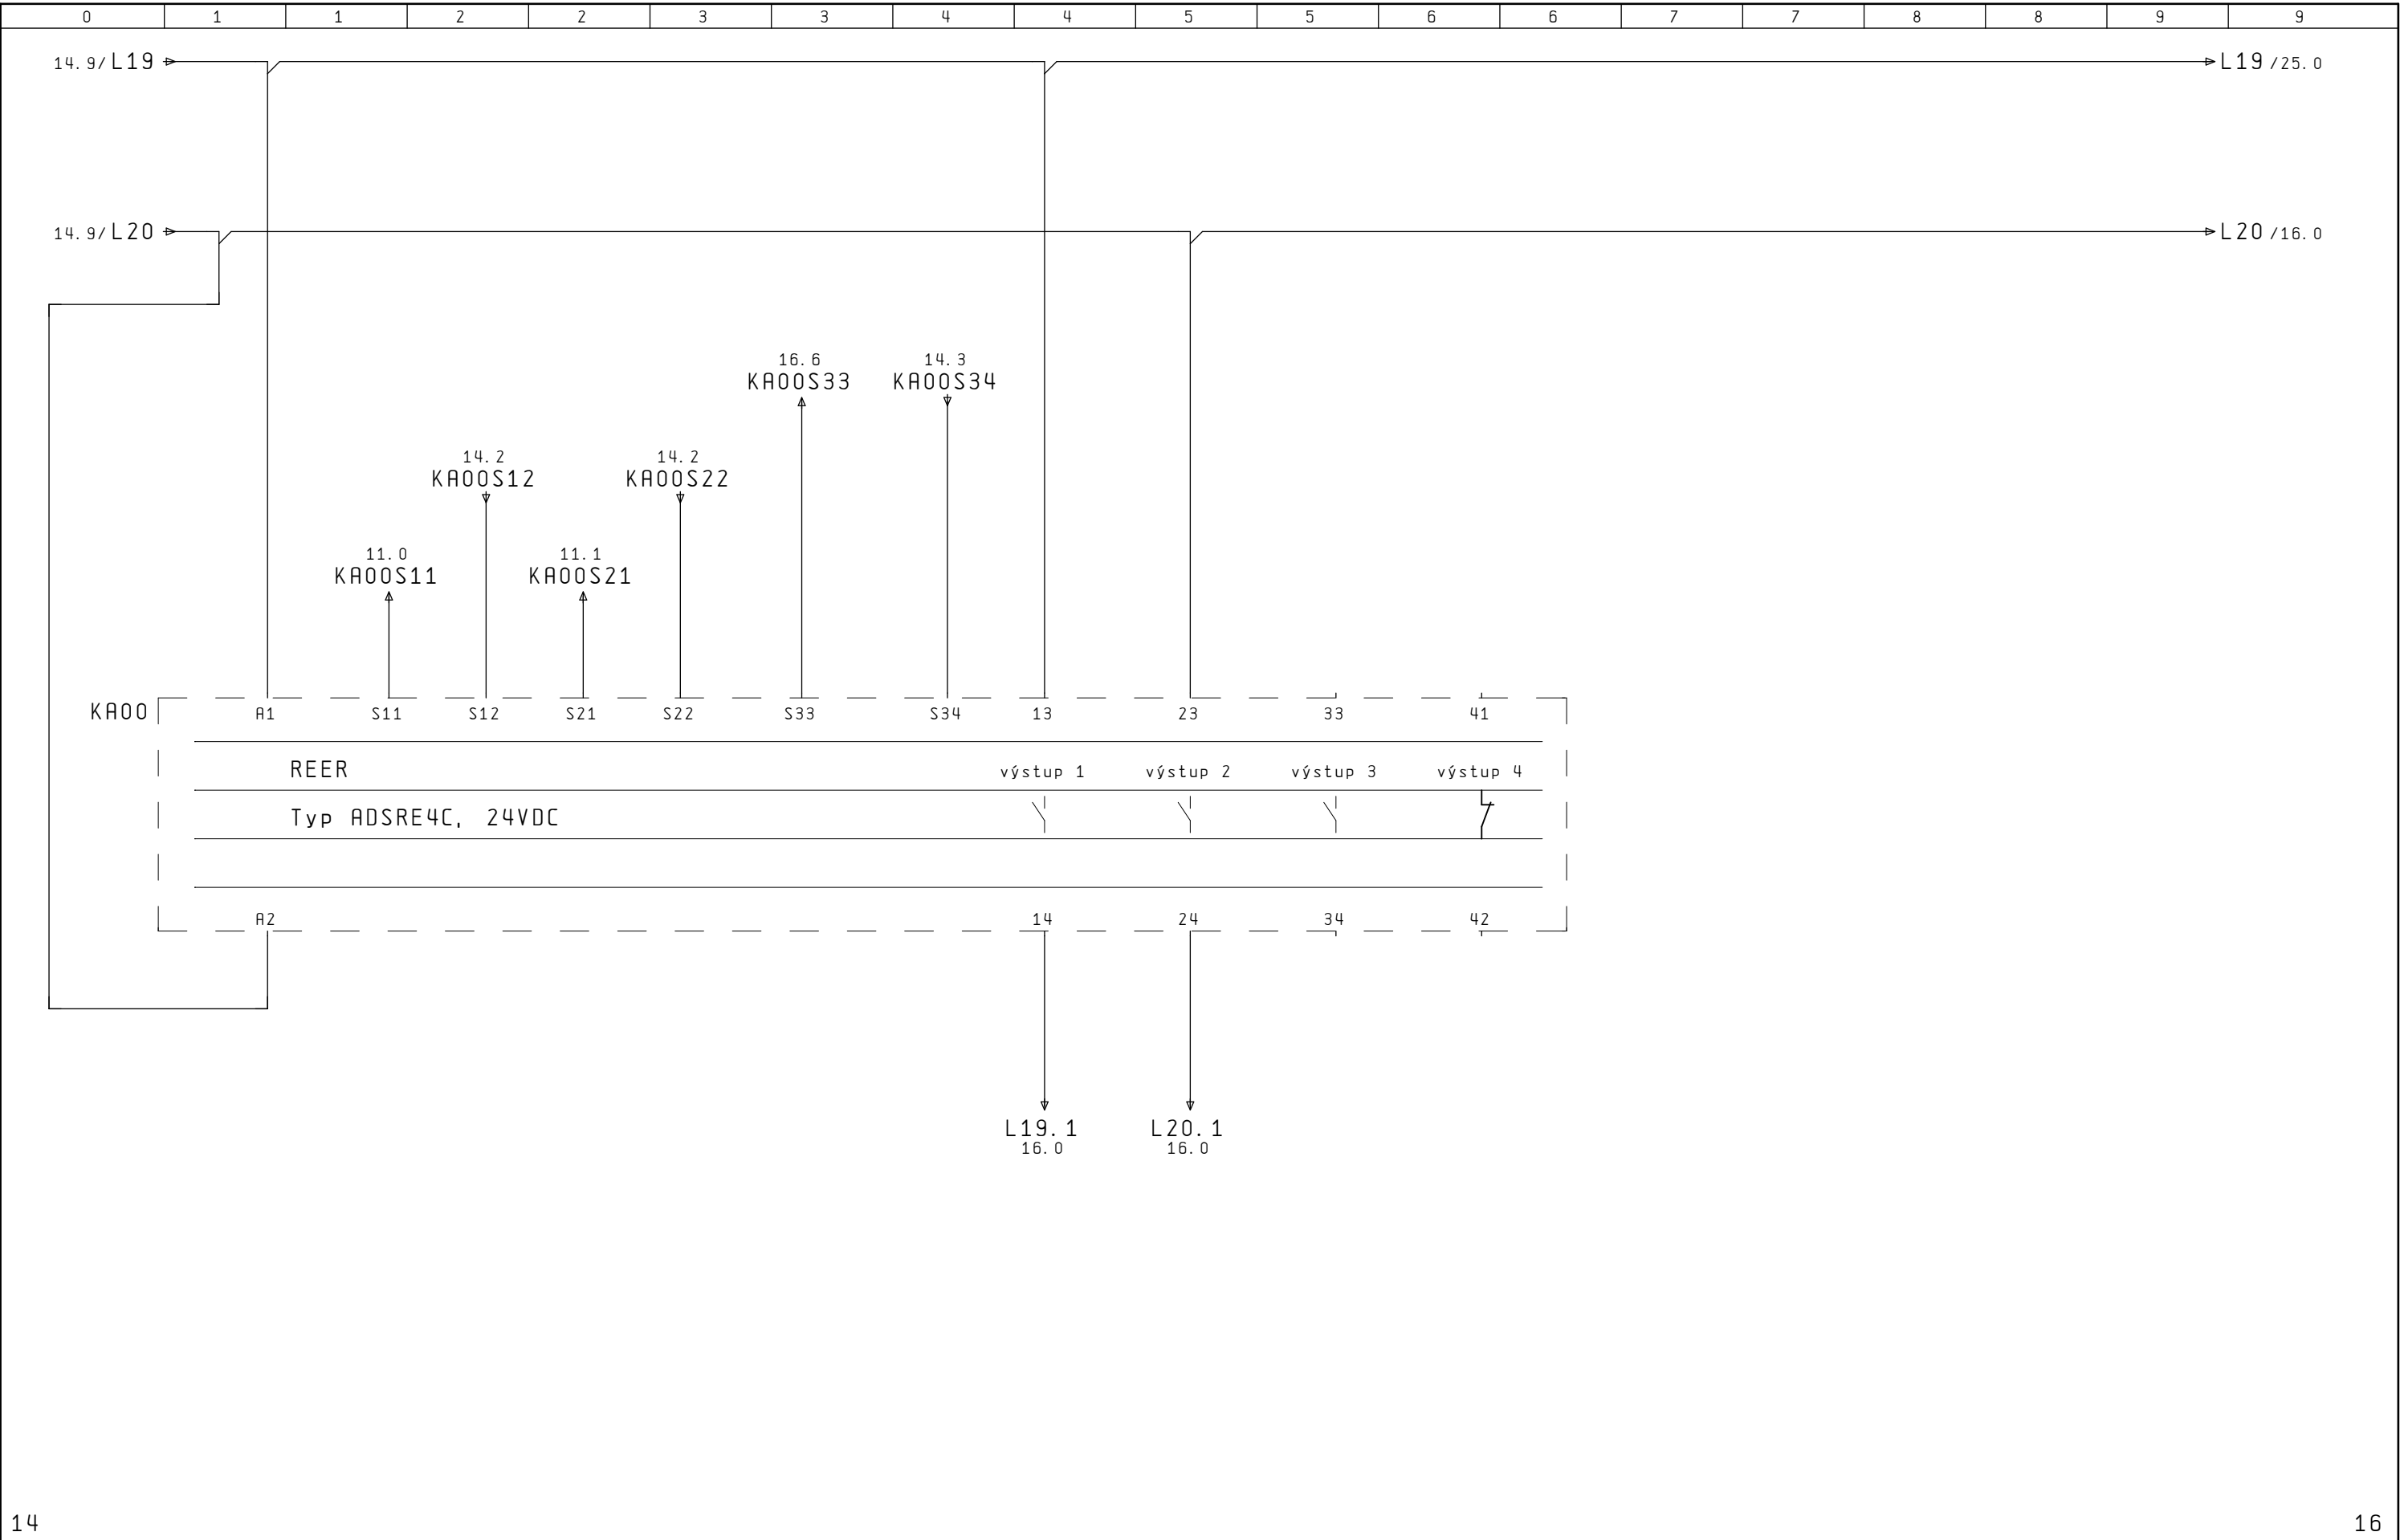 0 1 1 2 2 3 3 4 4 5 5 6 6 7 7 8 8 9 9
14.9/L19 L19/25.0
14.9/L20 L20/16.0
16.6 14.3
KA00S33 KA00S34
14.2 14.2
KA00S12 KA00S22
11.0 11.1
KA00S11 KA00S21
KA00 A1 S11 S12 S21 S22 S33 S34 13 23 33 41
REER výstup 1 výstup 2 výstup 3 výstup 4
Typ ADSRE4C, 24VDC
A2 14 24 34 42
L19.1 L20.1
16.0 16.0
14 16